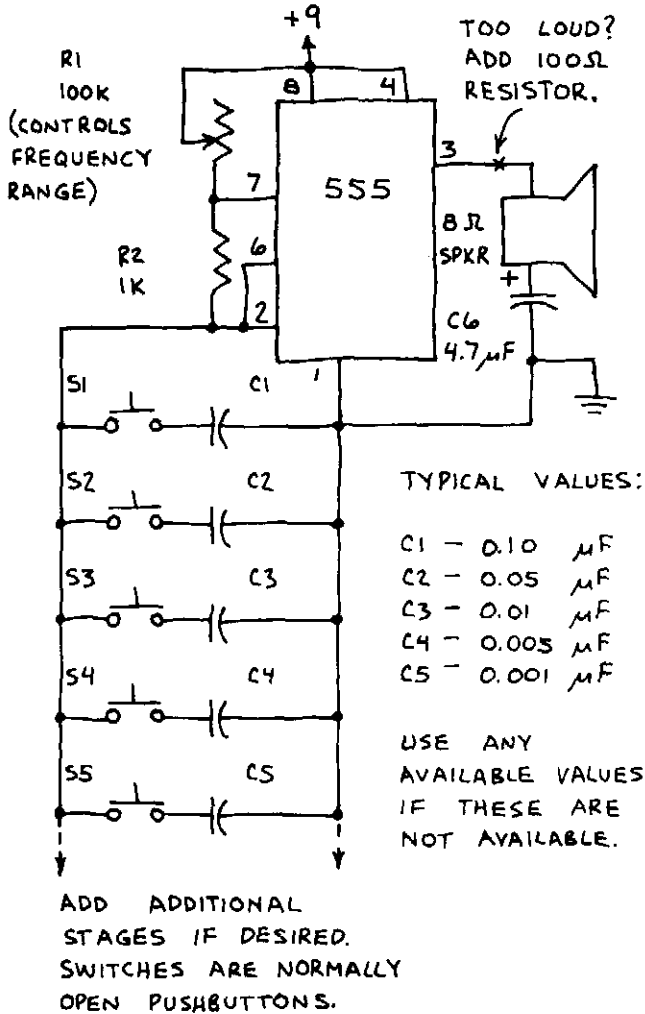 +9
R1
100K
(CONTROLS
FREQUENCY
RANGE)
TOO LOUD?
ADD 100Ω
RESISTOR.
8
4
3
7
555
8Ω
SPKR
6
R2
1K
2
+
C6
4.7μF
1
S1
C1
S2
C2
S3
C3
S4
C4
S5
C5
TYPICAL VALUES:
C1 - 0.10 μF
C2 - 0.05 μF
C3 - 0.01 μF
C4 - 0.005 μF
C5 - 0.001 μF
USE ANY
AVAILABLE VALUES
IF THESE ARE
NOT AVAILABLE.
ADD ADDITIONAL
STAGES IF DESIRED.
SWITCHES ARE NORMALLY
OPEN PUSHBUTTONS.